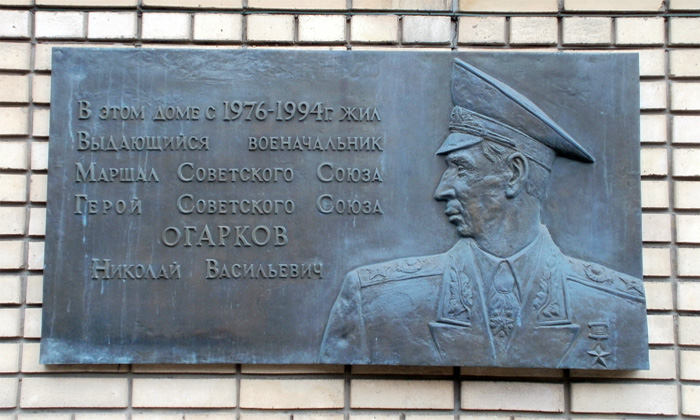 В этом доме с 1976-1994г. жил
Выдающийся военачальник
Маршал Советского Союза
Герой Советского Союза
ОГАРКОВ
Николай Васильевич